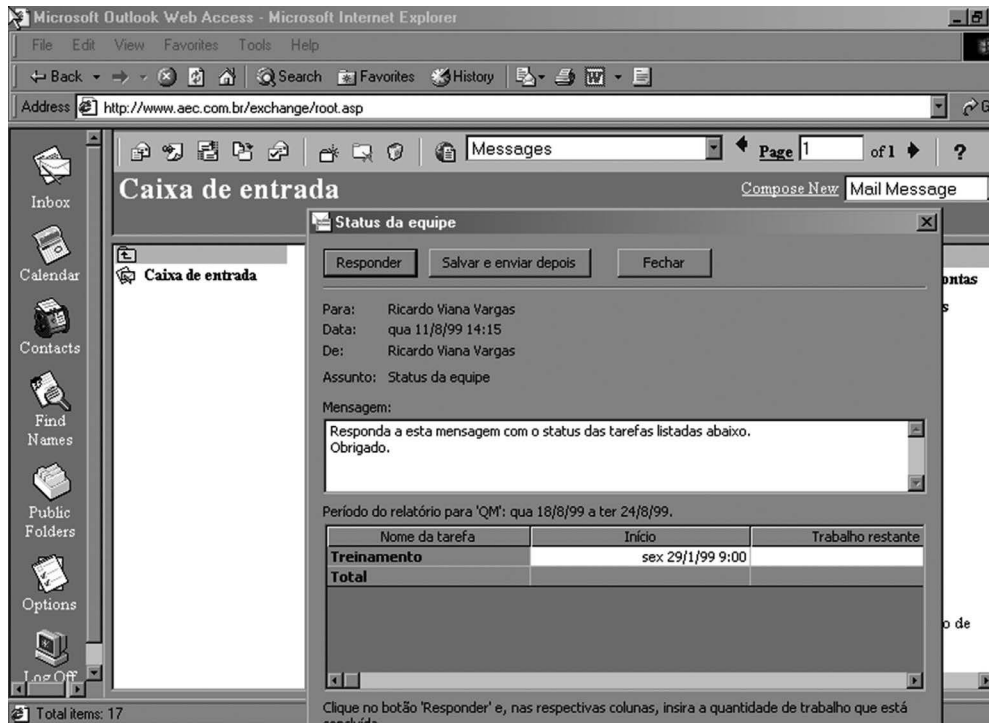 Microsoft Outlook Web Access - Microsoft Internet Explorer
File Edit View Favorites Tools Help
Back Search Favorites History
Address http://www.aec.com.br/exchange/root.asp
Messages Page 1 of 1 ?
Inbox
Caixa de entrada
Compose New Mail Message
Status da equipe
Responder Salvar e enviar depois Fechar
Calendar
Caixa de entrada
ontas
s
Para: Ricardo Viana Vargas
Data: qua 11/8/99 14:15
De: Ricardo Viana Vargas
Contacts
Assunto: Status da equipe
Mensagem:
Find
Names
Responda a esta mensagem com o status das tarefas listadas abaixo.
Obrigado.
Public
Folders
Período do relatório para 'QM': qua 18/8/99 a ter 24/8/99.
Nome da tarefa Início Trabalho restante
Treinamento sex 29/1/99 9:00
Total
Options
o de
Log Off
Clique no botão 'Responder' e, nas respectivas colunas, insira a quantidade de trabalho que está
Total items: 17